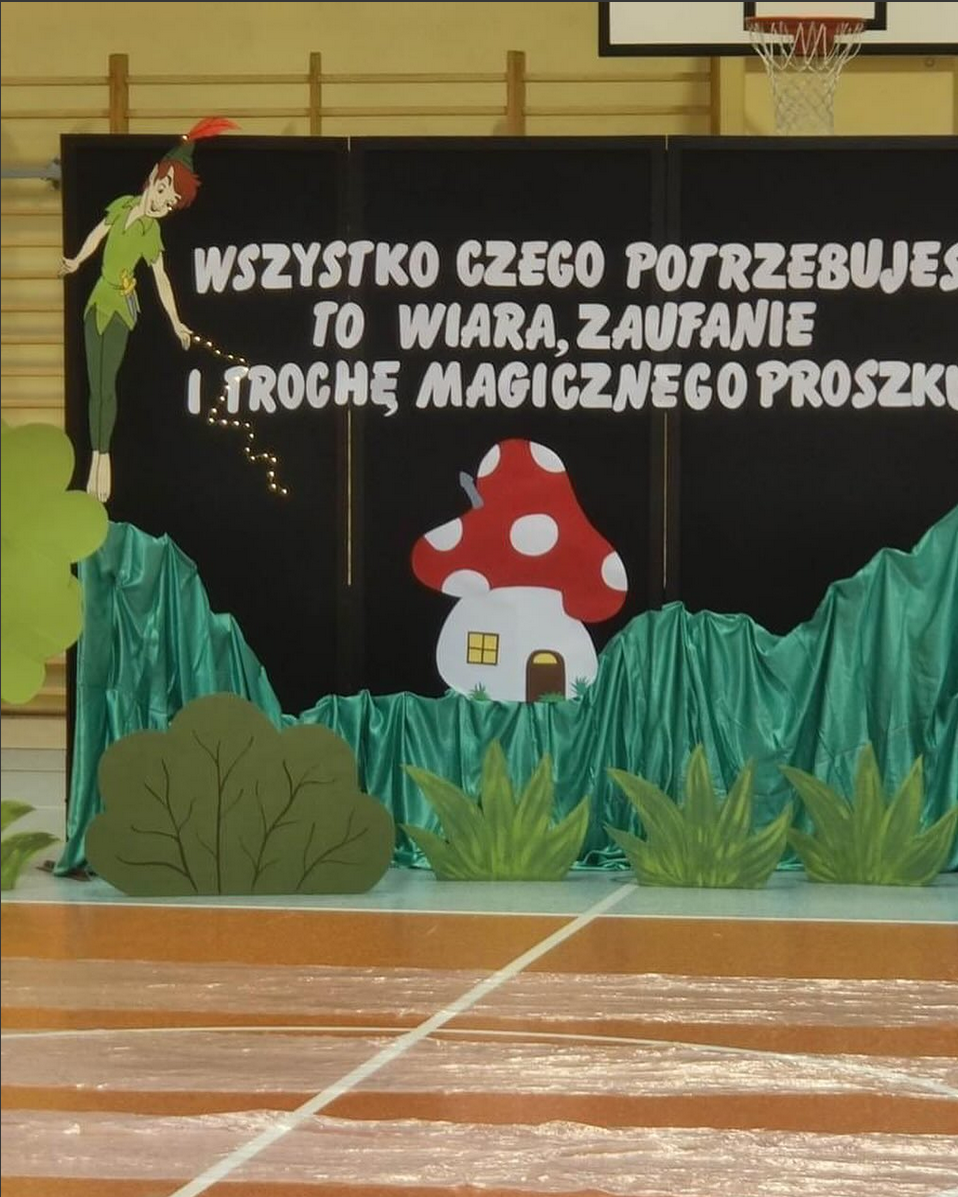 WSZYSTKO CZEGO POTRZEBUJES
TO WIARA, ZAUFANIE
I TROCHĘ MAGICZNEGO PROSZKU